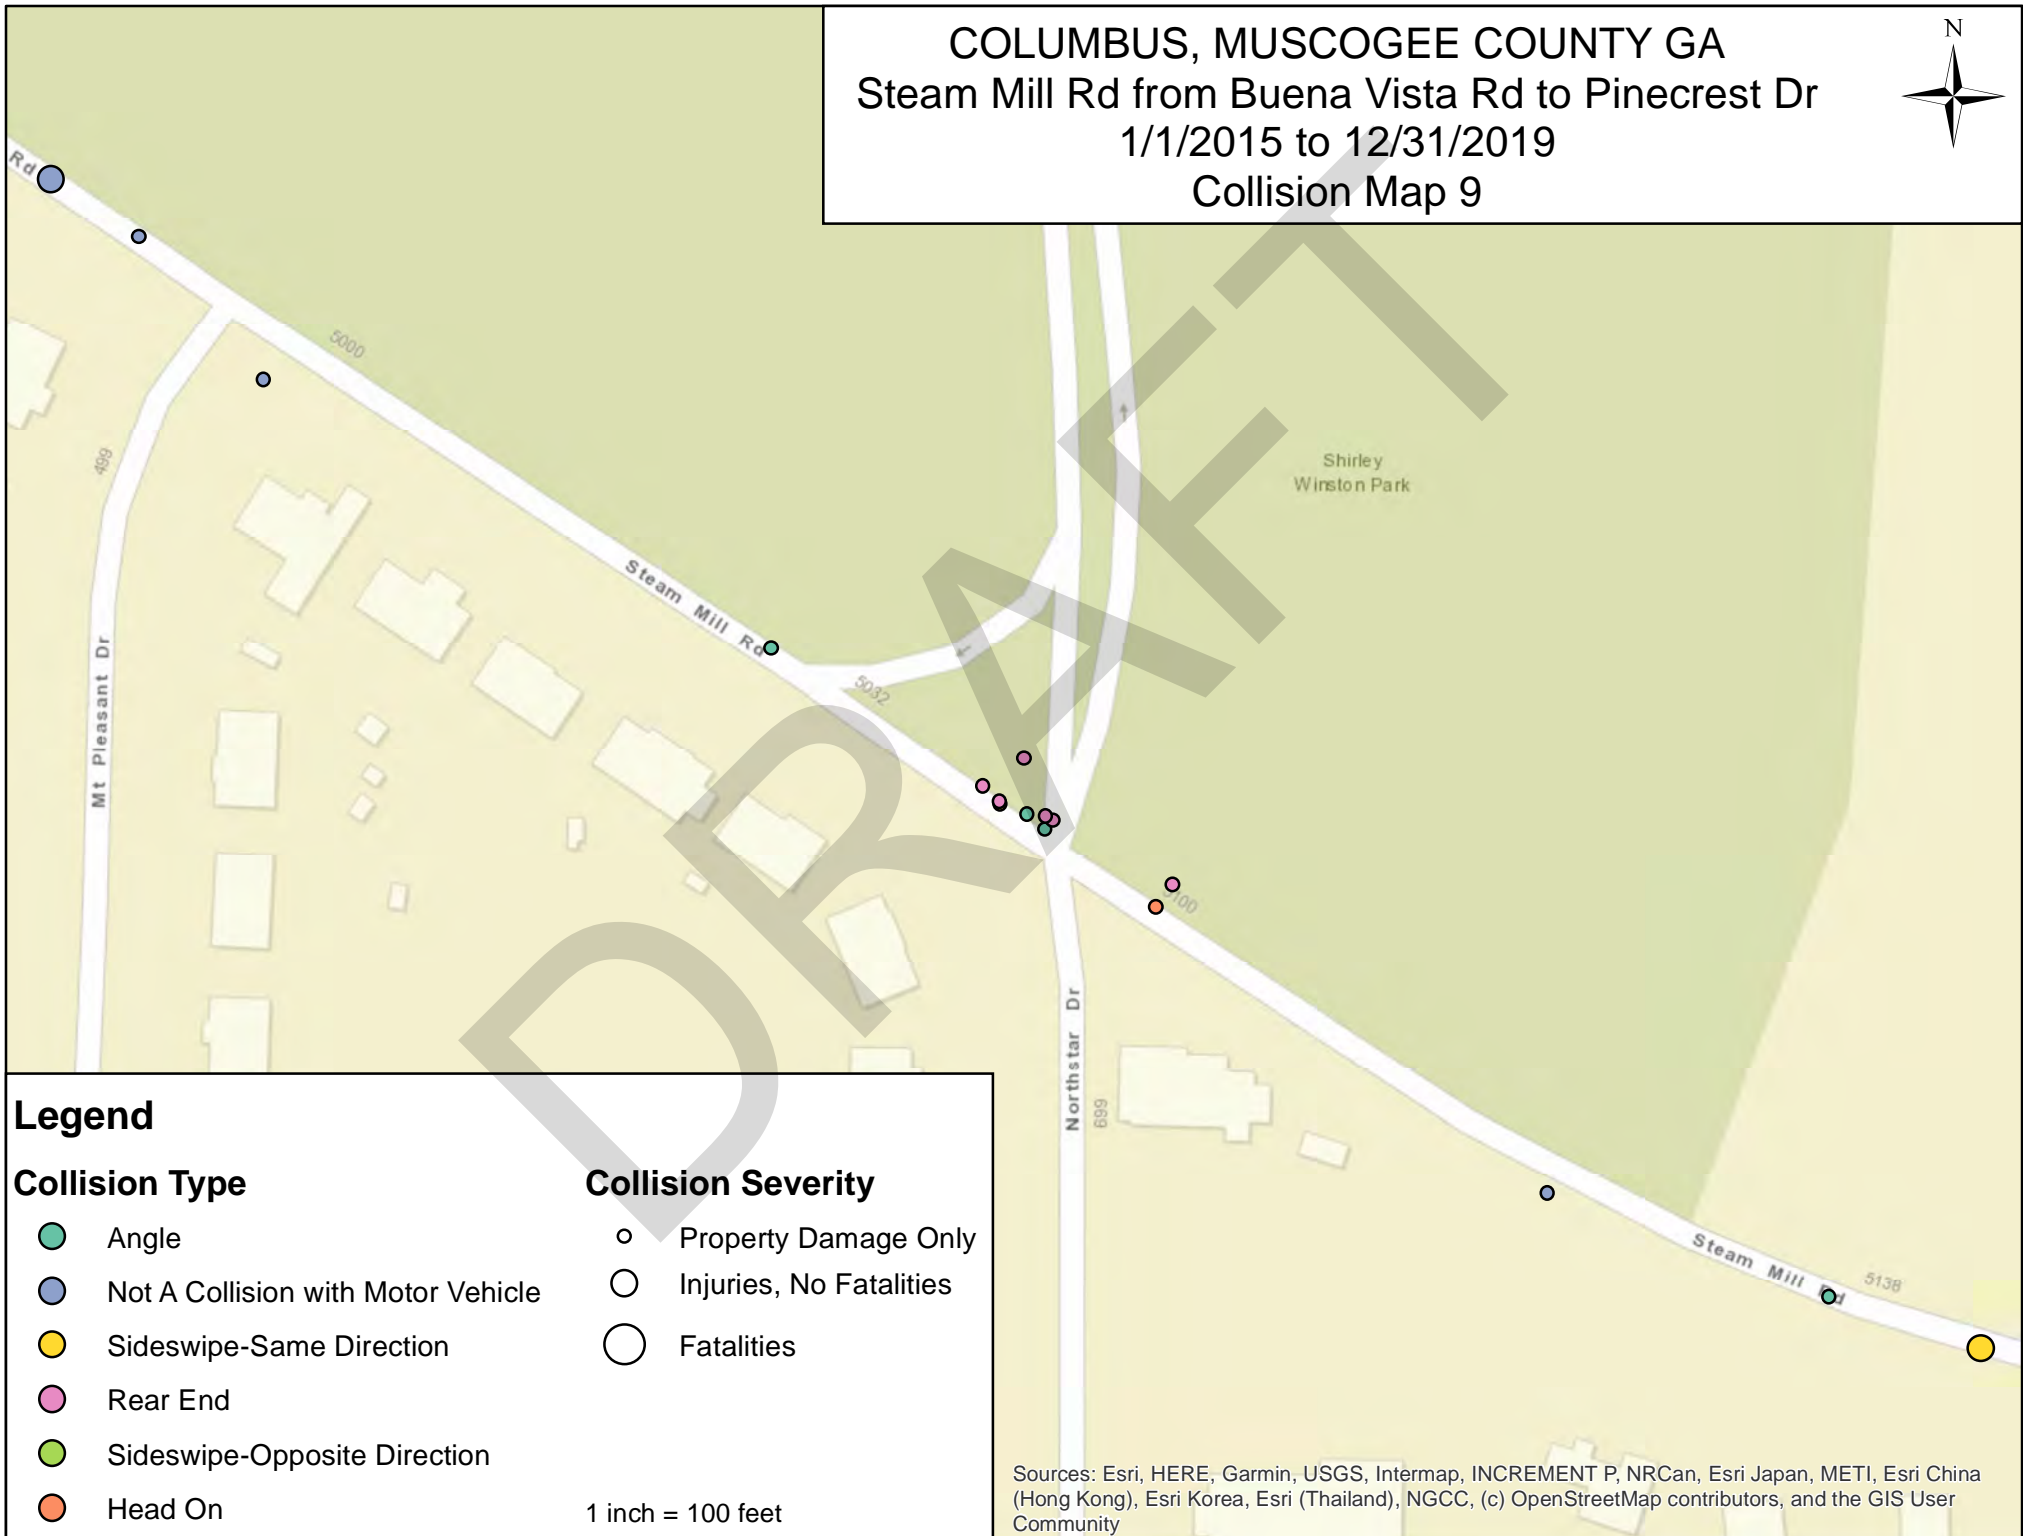 COLUMBUS, MUSCOGEE COUNTY GA
Steam Mill Rd from Buena Vista Rd to Pinecrest Dr
1/1/2015 to 12/31/2019
Collision Map 9
N
Rd
5000
499
Shirley
Winston Park
Steam Mill Rd
5032
Mt Pleasant Dr
DRAFT
5100
Northstar Dr
699
Steam Mill Rd
5138
Legend
Collision Type
Angle
Not A Collision with Motor Vehicle
Sideswipe-Same Direction
Rear End
Sideswipe-Opposite Direction
Head On
Collision Severity
Property Damage Only
Injuries, No Fatalities
Fatalities
1 inch = 100 feet
Sources: Esri, HERE, Garmin, USGS, Intermap, INCREMENT P, NRCan, Esri Japan, METI, Esri China
(Hong Kong), Esri Korea, Esri (Thailand), NGCC, (c) OpenStreetMap contributors, and the GIS User
Community